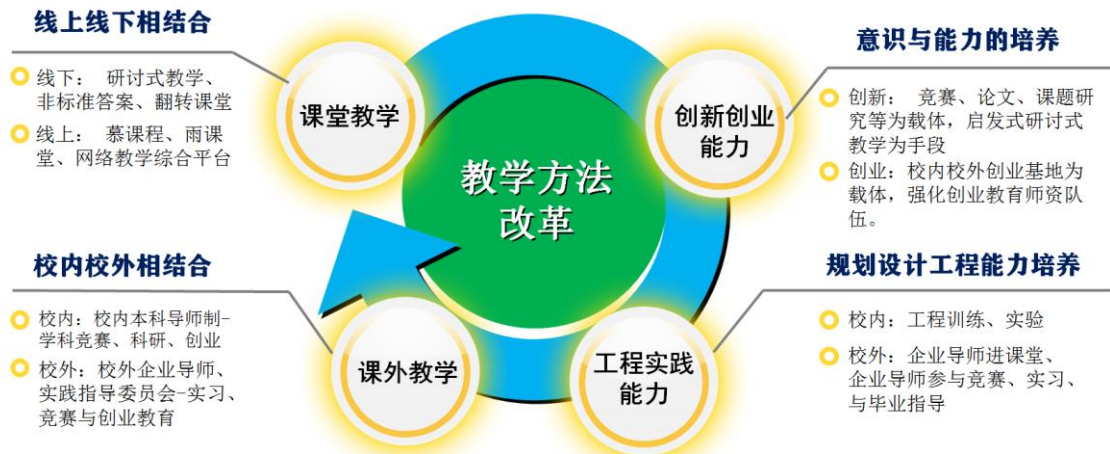 线上线下相结合
线下： 研讨式教学、
非标准答案、翻转课堂
线上： 慕课程、雨课
堂、网络教学综合平台
课堂教学
创新创业
能力
意识与能力的培养
创新： 竞赛、论文、课题研
究等为载体，启发式研讨式
教学为手段
创业：校内校外创业基地为
载体，强化创业教育师资队
伍。
教学方法
改革
校内校外相结合
校内：校内本科导师制-
学科竞赛、科研、创业
校外：校外企业导师、
实践指导委员会-实习、
竞赛与创业教育
课外教学
工程实践
能力
规划设计工程能力培养
校内：工程训练、实验
校外：企业导师进课堂、
企业导师参与竞赛、实习、
与毕业指导